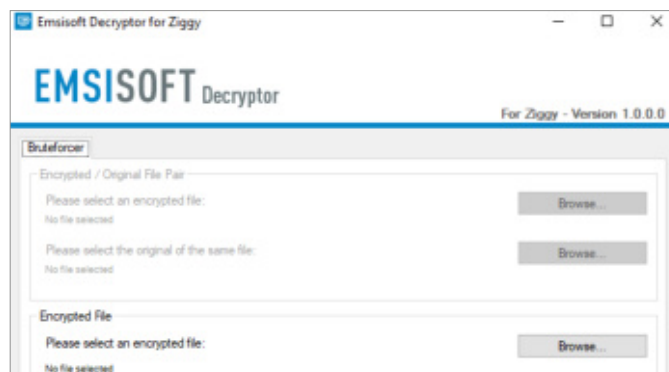 Emsisoft Decryptor for Ziggy
EMSISOFT Decryptor
For Ziggy - Version 1.0.0.0
Bruteforcer
Encrypted / Original File Pair
Please select an encrypted file:
Browse...
No file selected
Please select the original of the same file:
Browse...
No file selected
Encrypted File
Please select an encrypted file:
Browse...
No file selected